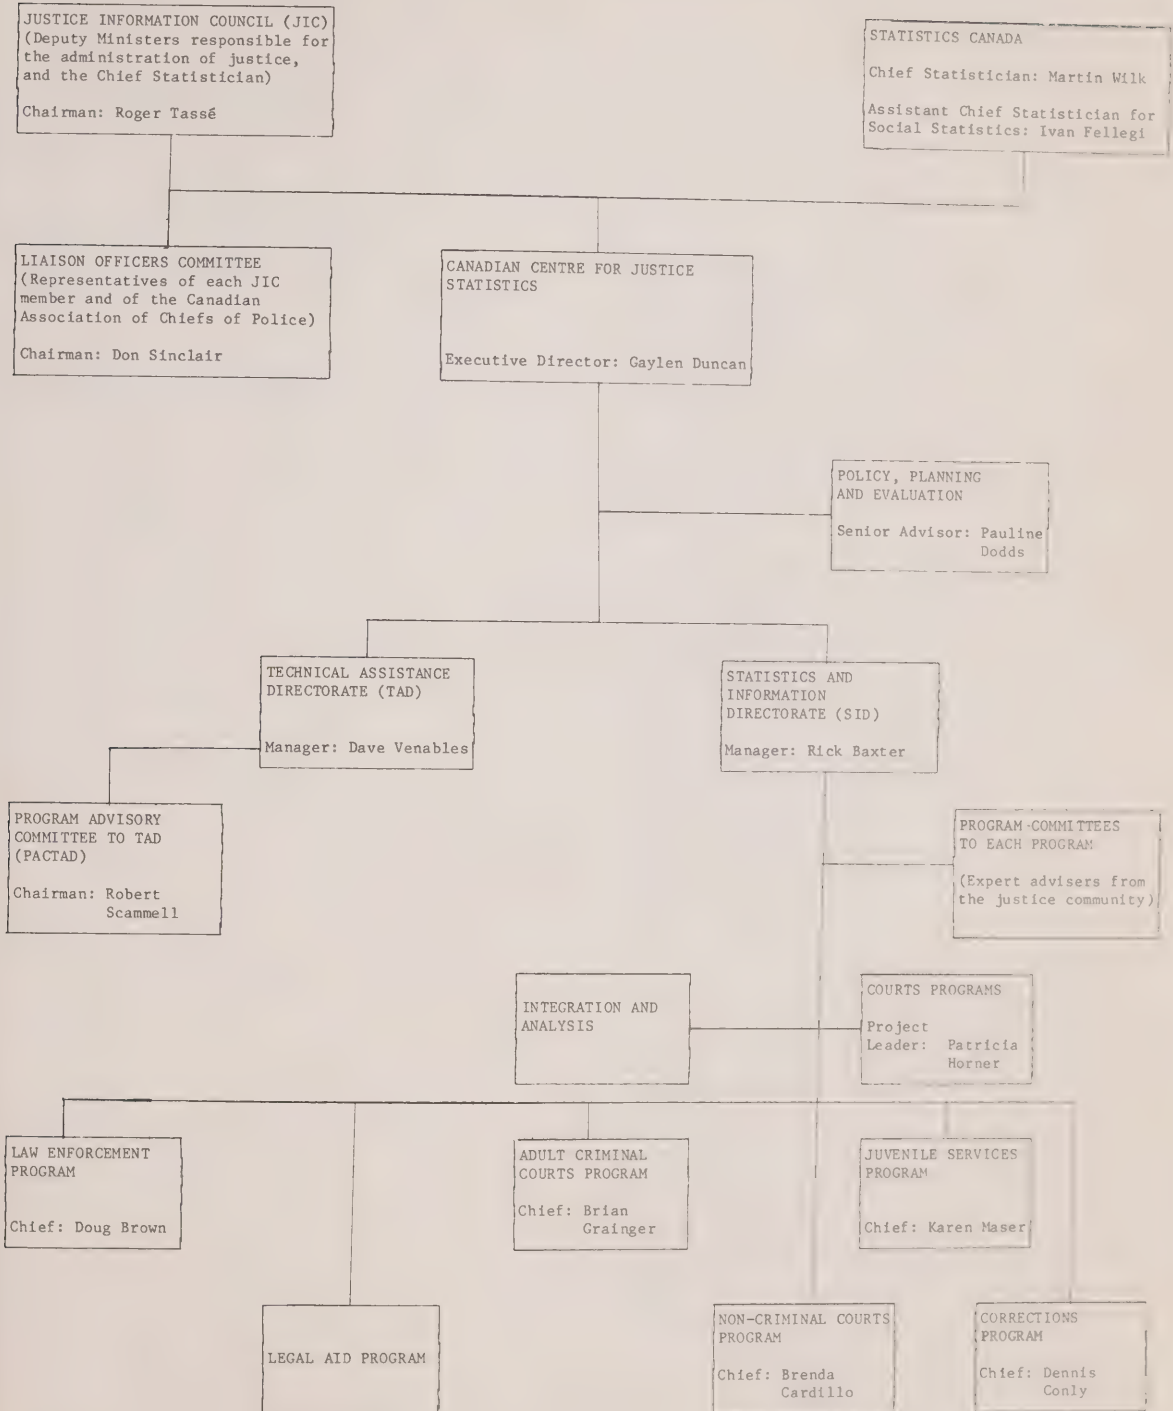 JUSTICE INFORMATION COUNCIL (JIC)
(Deputy Ministers responsible for
the administration of justice,
and the Chief Statistician)
Chairman: Roger Tassé
STATISTICS CANADA
Chief Statistician: Martin Wilk
Assistant Chief Statistician for
Social Statistics: Ivan Fellegi
LIAISON OFFICERS COMMITTEE
(Representatives of each JIC
member and of the Canadian
Association of Chiefs of Police)
Chairman: Don Sinclair
CANADIAN CENTRE FOR JUSTICE
STATISTICS
Executive Director: Gaylen Duncan
POLICY, PLANNING
AND EVALUATION
Senior Advisor: Pauline
Dodds
TECHNICAL ASSISTANCE
DIRECTORATE (TAD)
Manager: Dave Venables
STATISTICS AND
INFORMATION
DIRECTORATE (SID)
Manager: Rick Baxter
PROGRAM ADVISORY
COMMITTEE TO TAD
(PACTAD)
Chairman: Robert
Scammell
PROGRAM COMMITTEES
TO EACH PROGRAM
(Expert advisers from
the justice community)
INTEGRATION AND
ANALYSIS
COURTS PROGRAMS
Project
Leader: Patricia
Horner
LAW ENFORCEMENT
PROGRAM
Chief: Doug Brown
ADULT CRIMINAL
COURTS PROGRAM
Chief: Brian
Grainger
JUVENILE SERVICES
PROGRAM
Chief: Karen Maser
LEGAL AID PROGRAM
NON-CRIMINAL COURTS
PROGRAM
Chief: Brenda
Cardillo
CORRECTIONS
PROGRAM
Chief: Dennis
Conly